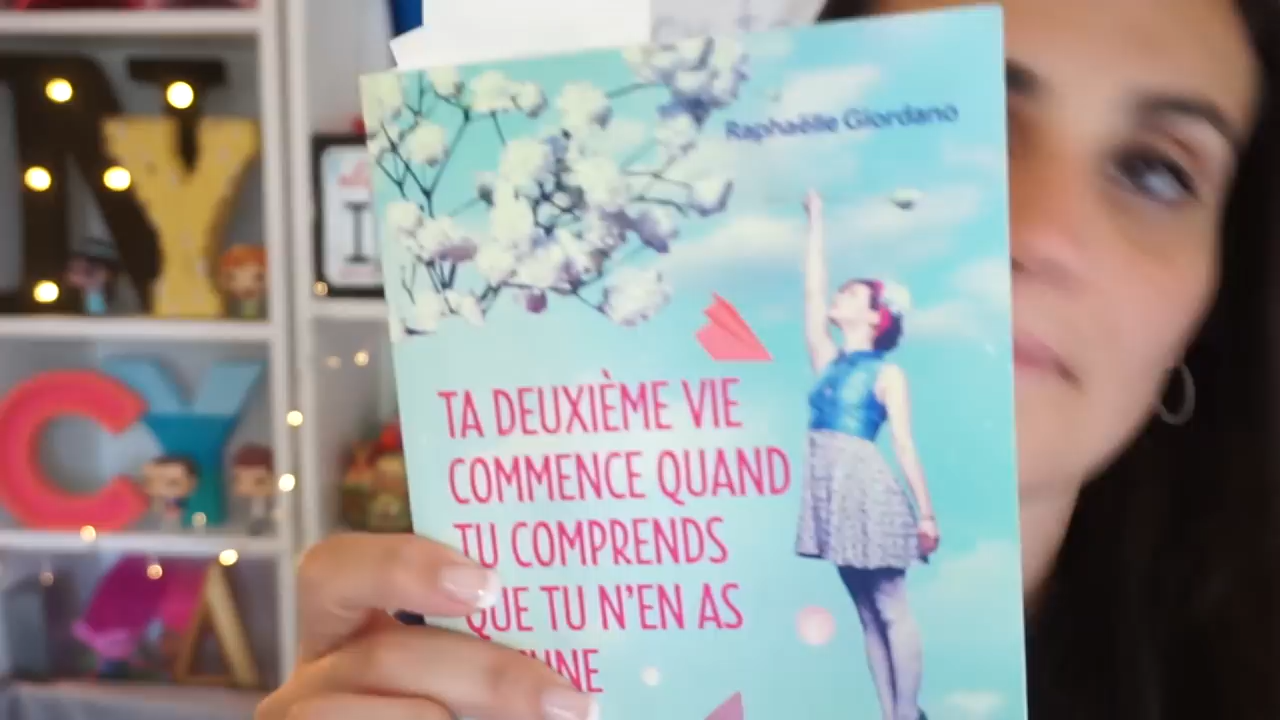 Raphaëlle Giordano
TA DEUXIÈME VIE
COMMENCE QUAND
TU COMPRENDS
QUE TU N'EN AS
N
Y
C
Y
A